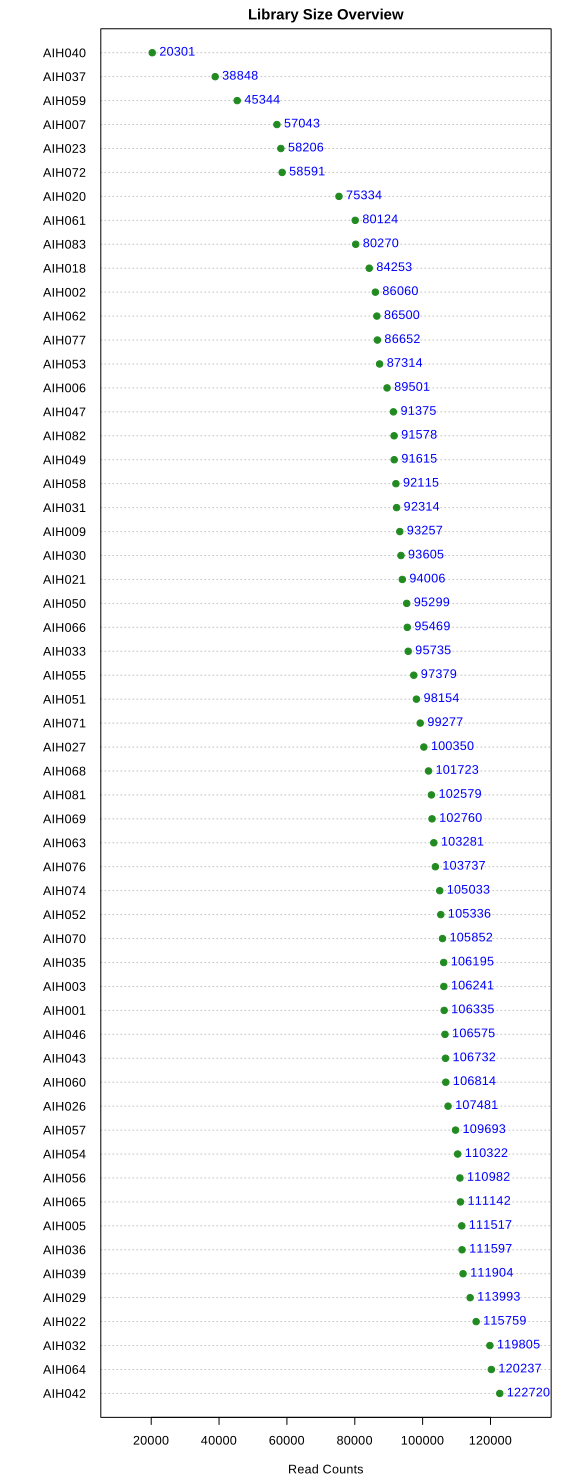 Library Size Overview
AIH040 20301
AIH037 38848
AIH059 45344
AIH007 57043
AIH023 58206
AIH072 58591
AIH020 75334
AIH061 80124
AIH083 80270
AIH018 84253
AIH002 86060
AIH062 86500
AIH077 86652
AIH053 87314
AIH006 89501
AIH047 91375
AIH082 91578
AIH049 91615
AIH058 92115
AIH031 92314
AIH009 93257
AIH030 93605
AIH021 94006
AIH050 95299
AIH066 95469
AIH033 95735
AIH055 97379
AIH051 98154
AIH071 99277
AIH027 100350
AIH068 101723
AIH081 102579
AIH069 102760
AIH063 103281
AIH076 103737
AIH074 105033
AIH052 105336
AIH070 105852
AIH035 106195
AIH003 106241
AIH001 106335
AIH046 106575
AIH043 106732
AIH060 106814
AIH026 107481
AIH057 109693
AIH054 110322
AIH056 110982
AIH065 111142
AIH005 111517
AIH036 111597
AIH039 111904
AIH029 113993
AIH022 115759
AIH032 119805
AIH064 120237
AIH042 122720
20000 40000 60000 80000 100000 120000
Read Counts